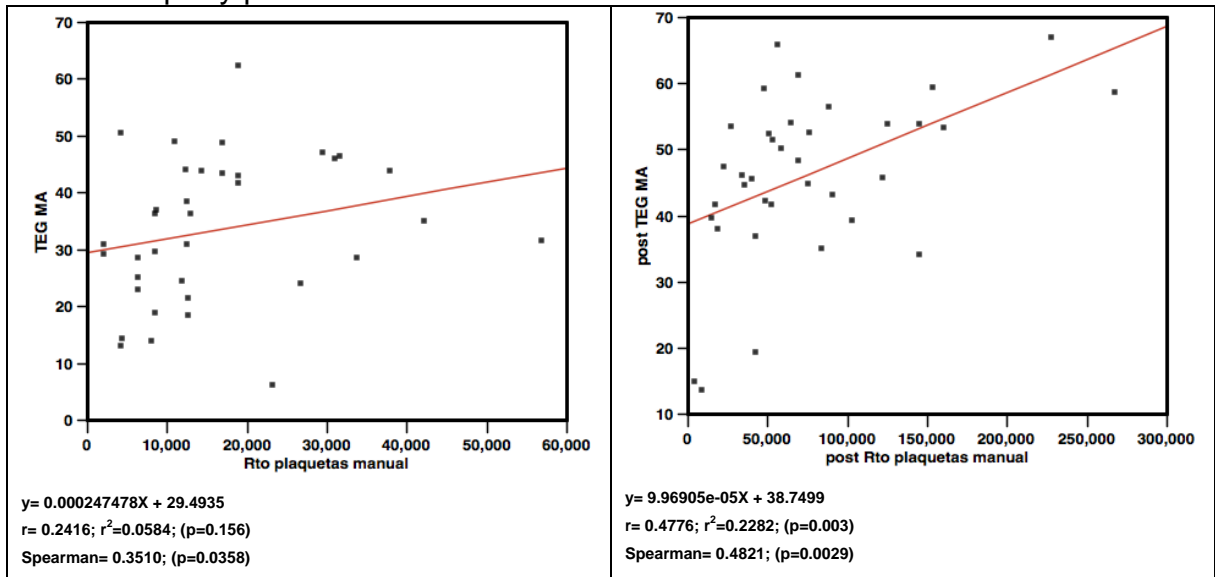 70
60
50
40
30
20
10
0
TEG MA
0 10,000 20,000 30,000 40,000 50,000 60,000
Rto plaquetas manual
y= 0.000247478X + 29.4935
r= 0.2416; r²=0.0584; (p=0.156)
Spearman= 0.3510; (p=0.0358)
70
60
50
40
30
20
10
post TEG MA
0 50,000 100,000 150,000 200,000 250,000 300,000
post Rto plaquetas manual
y= 9.96905e-05X + 38.7499
r= 0.4776; r²=0.2282; (p=0.003)
Spearman= 0.4821; (p=0.0029)